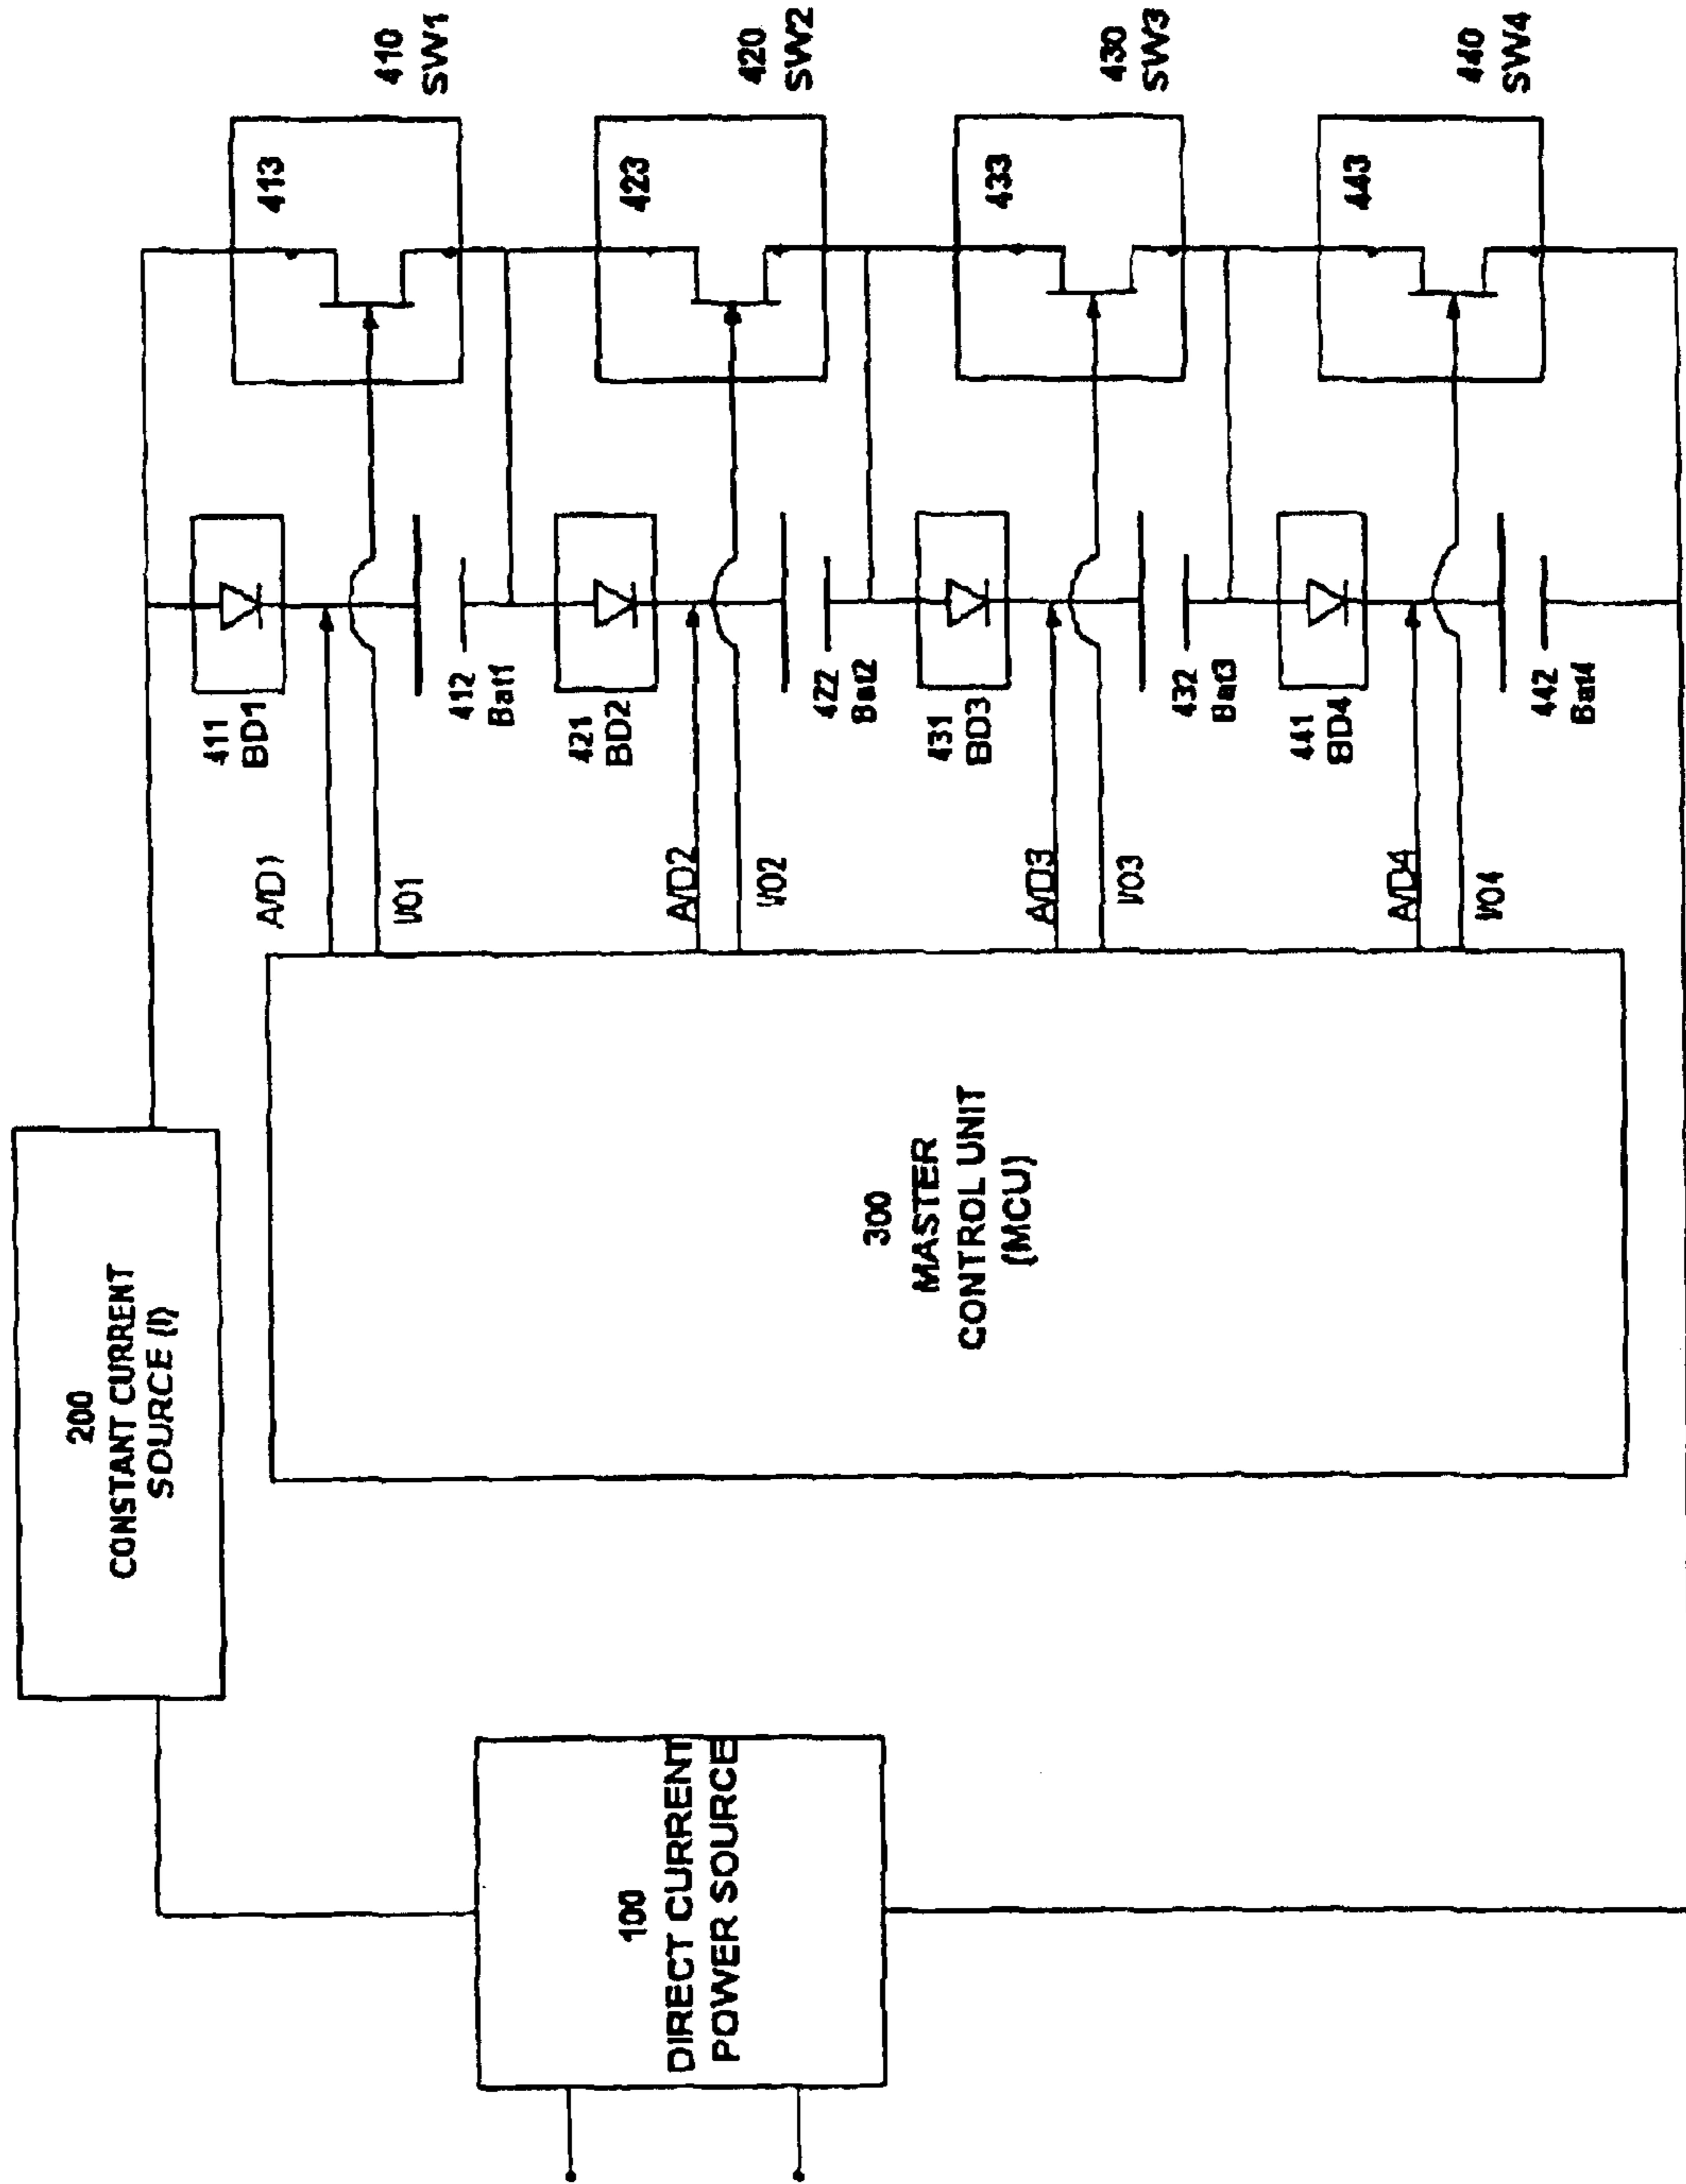 200
CONSTANT CURRENT
SOURCE (I)
100
DIRECT CURRENT
POWER SOURCE
300
MASTER
CONTROL UNIT
(MCU)
A/D1
I/O1
411
BD1
412
Bat1
413
410
SW1
A/D2
I/O2
421
BD2
422
Bat2
423
420
SW2
A/D3
I/O3
431
BD3
432
Bat3
433
430
SW3
A/D4
I/O4
441
BD4
442
Bat4
443
440
SW4